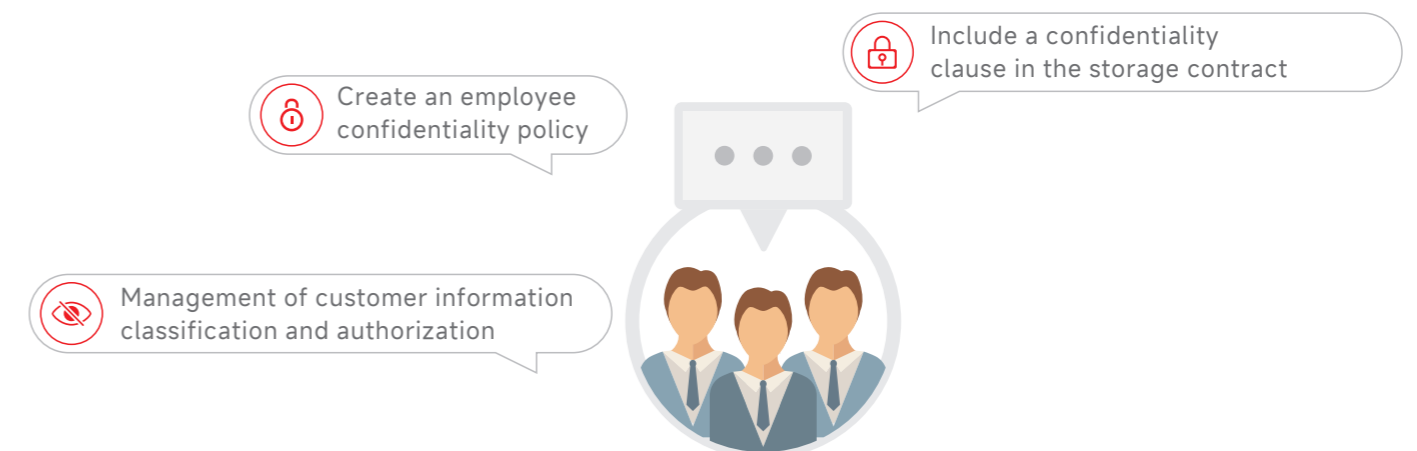 Include a confidentiality
clause in the storage contract
Create an employee
confidentiality policy
Management of customer information
classification and authorization